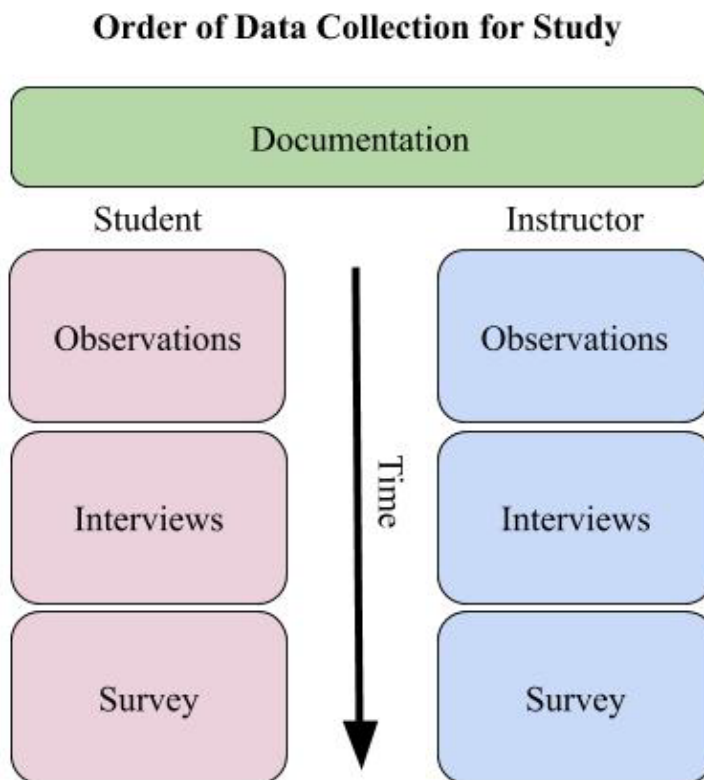 Order of Data Collection for Study
Documentation
Student
Instructor
Observations
Observations
Time
Interviews
Interviews
Survey
Survey